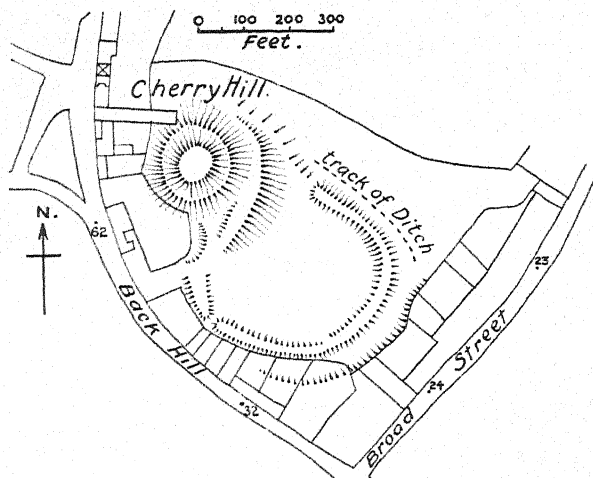 0 100 200 300
Feet.
Cherry Hill.
track of Ditch
N.
62
23
Back Hill
Broad Street
24
32